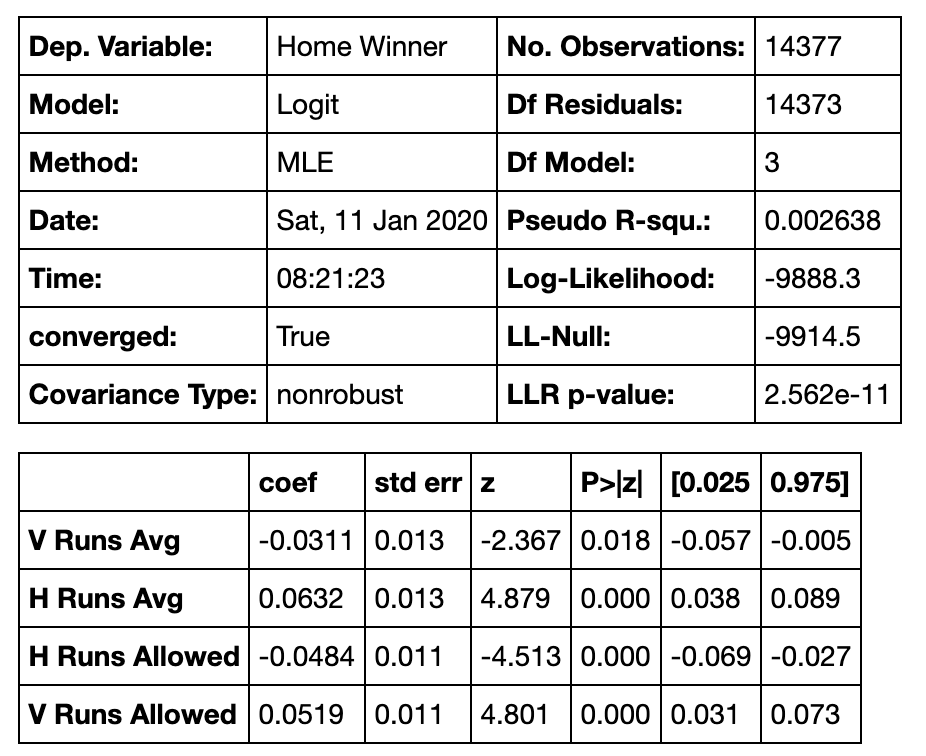 Dep. Variable: Home Winner No. Observations: 14377
Model: Logit Df Residuals: 14373
Method: MLE Df Model: 3
Date: Sat, 11 Jan 2020 Pseudo R-squ.: 0.002638
Time: 08:21:23 Log-Likelihood: -9888.3
converged: True LL-Null: -9914.5
Covariance Type: nonrobust LLR p-value: 2.562e-11
coef std err z P>|z| [0.025 0.975]
V Runs Avg -0.0311 0.013 -2.367 0.018 -0.057 -0.005
H Runs Avg 0.0632 0.013 4.879 0.000 0.038 0.089
H Runs Allowed -0.0484 0.011 -4.513 0.000 -0.069 -0.027
V Runs Allowed 0.0519 0.011 4.801 0.000 0.031 0.073